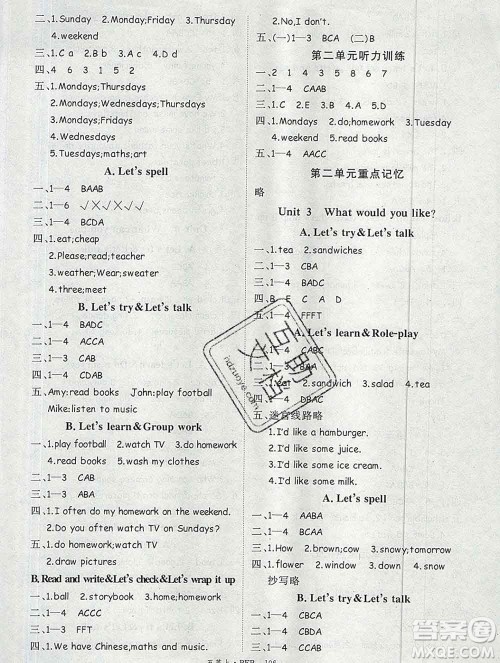 二、1.Sunday 2.Monday 3.Thursday
4.weekend
三、1.C a 2.B b 3.A c 4.D d
四、4 6 3 1 5 2
五、1.Mondays;Thursdays
2.Mondays;Wednesdays;Thursdays
3.Mondays;Fridays
4.Wednesdays
5.Tuesdays;maths;art
A. Let's spell
一、1—4 BAAB
二、1—6 ✓✕✓✕✓✓
三、1—4 BCDA
四、1.eat;cheap
2.Please;read;teacher
3.weather;Wear;sweater
4.three;meet
B. Let's try&Let's talk
一、1—4 BADC
二、1—4 ACCA
三、1—3 CAB
四、1—4 CDAB
五、Amy:read books John:play football
Mike:listen to music
B. Let's learn&Group work
一、1.play football 2.watch TV 3.do homework
4.read books 5.wash my clothes
二、1—3 CAB
三、1—3 ABA
四、1.I often do my homework on the weekend.
2.Do you often watch TV on Sundays?
五、1.do homework;watch TV
2.draw pictures
B. Read and write&Let's check&Let's wrap it up
一、1.ball 2.storybook 3.home;homework
二、1—4 ACCC
三、1—3 FFT
四、1.We have Chinese,maths and music.
2.No,I don't.
五、(一)1—3 BCA (二)B
第二单元听力训练
一、2 1 4 3 6 7 8 5
二、1—4 CAAB
三、1.C 2.E 3.B 4.A 5.D
四、1.Mondays 2.do;homework 3.Tuesday
4.weekend 5.read books
五、1—4 AACC
第二单元重点记忆
略
Unit 3 What would you like?
A. Let's try&Let's talk
一、1.tea 2.sandwiches
二、1—3 CBA
四、B E C A D
五、1—4 FFFT
A. Let's learn&Role-play
一、1—4 CABC
2.sandwich 3.salad 4.tea
四、1—4 DBAC
五、迷宫线路略
1.I'd like a hamburger.
2.I'd like some water.
3.I'd like some ice cream.
4.I'd like some milk.
A. Let's spell
一、1—4 ABBA
二、1—4 BCAA
三、1.How 2.brown;cow 3.snow;tomorrow
四、1.flower 2.window 3.yellow 4.snow
抄写略
B. Let's try&Let's talk
一、1—4 CBCA
二、1—4 CBBA
三、1—3 BCA